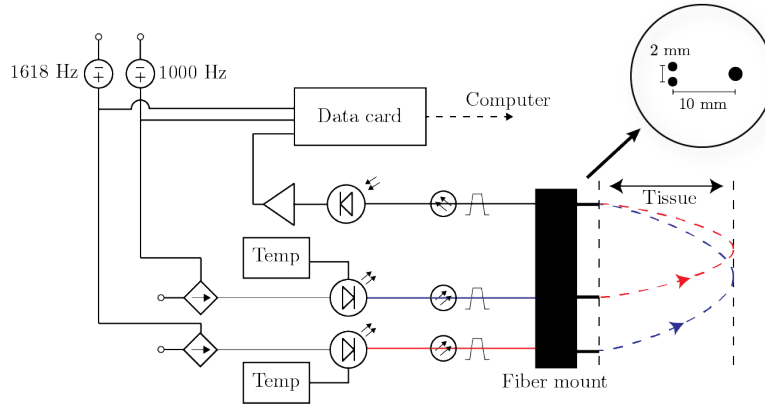 1618 Hz
1000 Hz
2 mm
10 mm
Data card
Computer
Tissue
Temp
Temp
Fiber mount